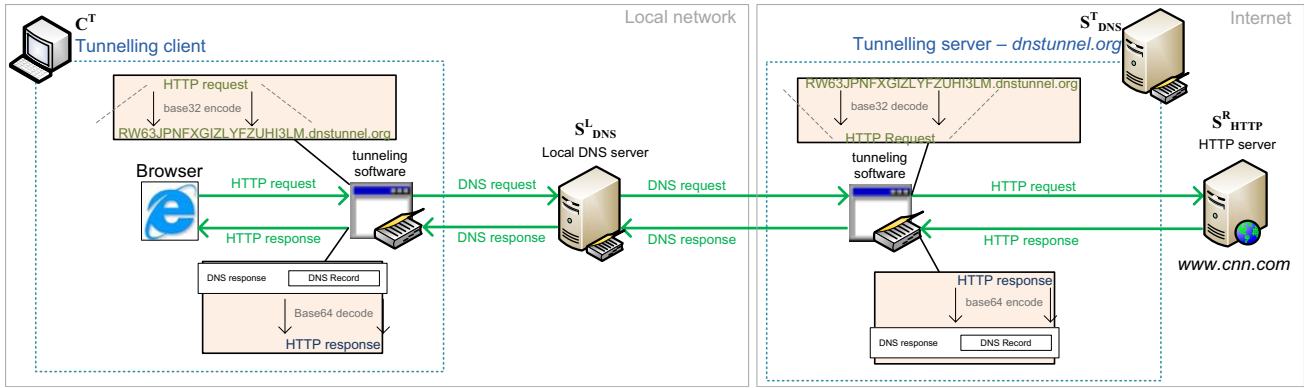 Local network
Internet
C^T
Tunnelling client
S^T_DNS
Tunnelling server – dnstunnel.org
HTTP request
base32 encode
RW63JPNFXGIZLYFZUHI3LM.dnstunnel.org
RW63JPNFXGIZLYFZUHI3LM.dnstunnel.org
base32 decode
HTTP Request
S^L_DNS
Local DNS server
S^R_HTTP
HTTP server
Browser
tunneling
software
tunneling
software
HTTP request
DNS request
DNS request
HTTP request
HTTP response
DNS response
DNS response
HTTP response
www.cnn.com
DNS response
DNS Record
Base64 decode
HTTP response
HTTP response
base64 encode
DNS response
DNS Record